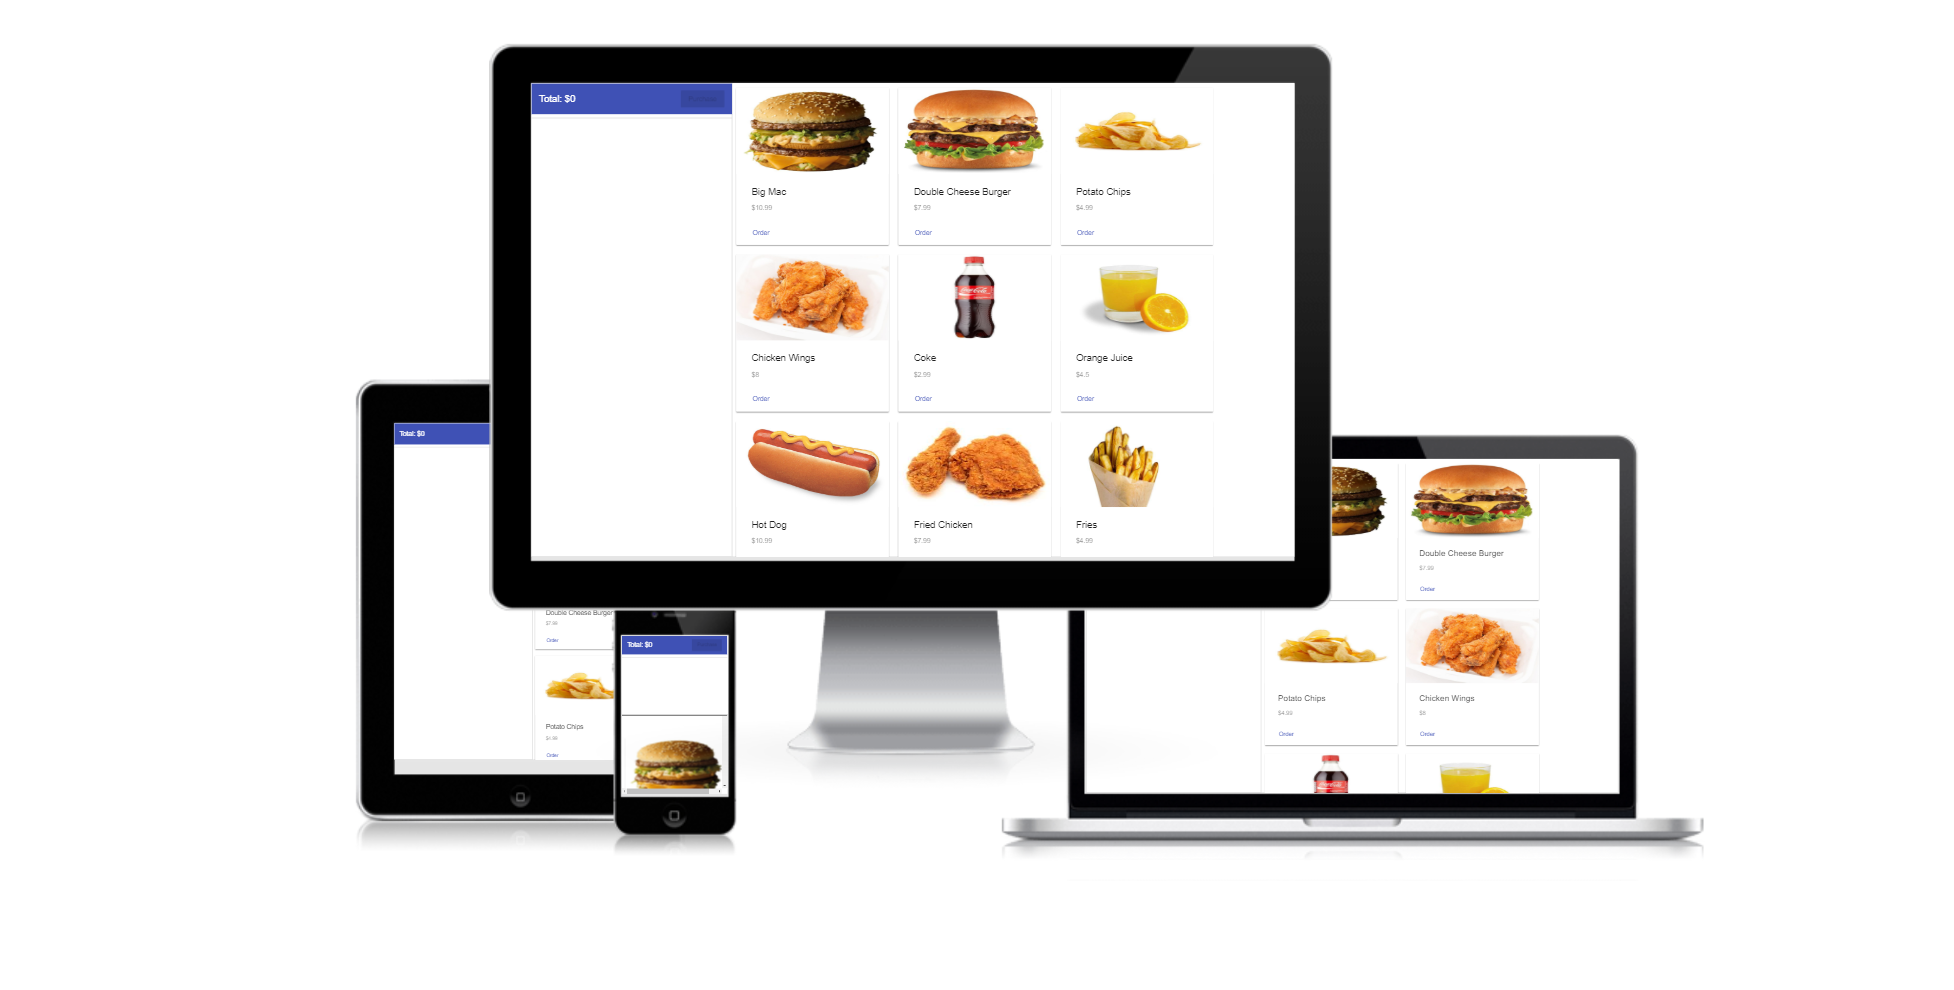 Total: $0
Big Mac
$10.99
Order
Double Cheese Burger
$7.99
Order
Potato Chips
$4.99
Order
Chicken Wings
$8
Order
Coke
$2.99
Order
Orange Juice
$4.5
Order
Hot Dog
$10.99
Fried Chicken
$7.99
Fries
$4.99
Total: $0
Double Cheese Burger
$7.99
Order
Potato Chips
$4.99
Order
Total: $0
Double Cheese Burger
$7.99
Order
Potato Chips
$4.99
Order
Chicken Wings
$8
Order